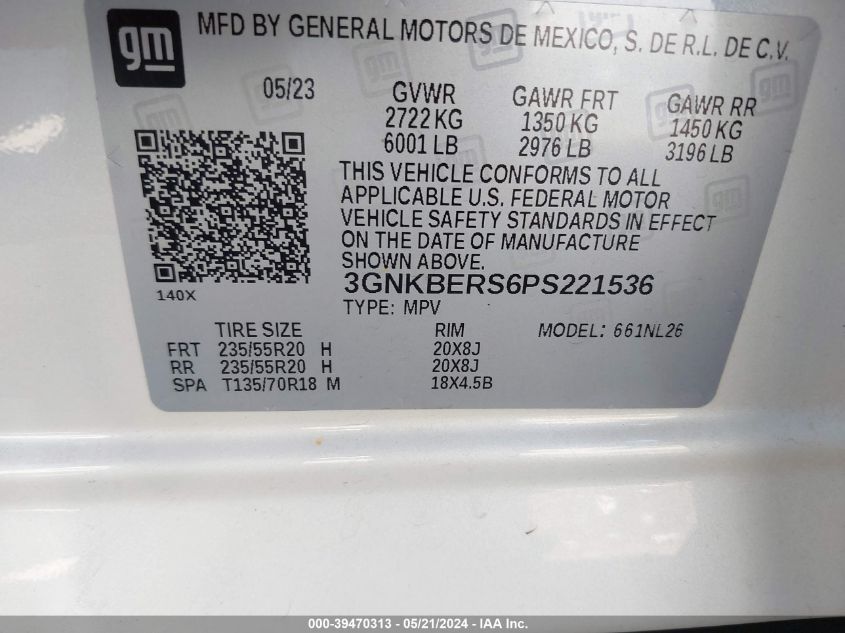 gm
MFD BY GENERAL MOTORS DE MEXICO, S. DE R.L. DE C.V.
05/23
GVWR
2722 KG
6001 LB
GAWR FRT
1350 KG
2976 LB
GAWR RR
1450 KG
3196 LB
THIS VEHICLE CONFORMS TO ALL
APPLICABLE U.S. FEDERAL MOTOR
VEHICLE SAFETY STANDARDS IN EFFECT
ON THE DATE OF MANUFACTURE
SHOWN ABOVE.
140X
3GNKBERS6PS221536
TYPE: MPV
TIRE SIZE RIM MODEL: 661NL26
FRT 235/55R20 H 20X8J
RR 235/55R20 H 20X8J
SPA T135/70R18 M 18X4.5B
000-39470313 - 05/21/2024 - IAA Inc.